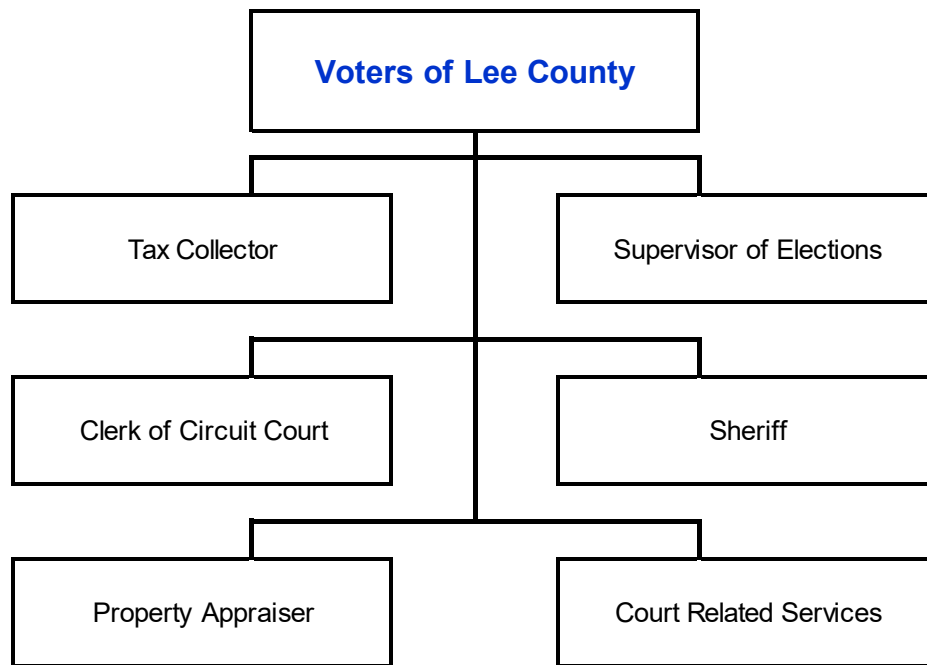 Voters of Lee County
Tax Collector
Supervisor of Elections
Clerk of Circuit Court
Sheriff
Property Appraiser
Court Related Services